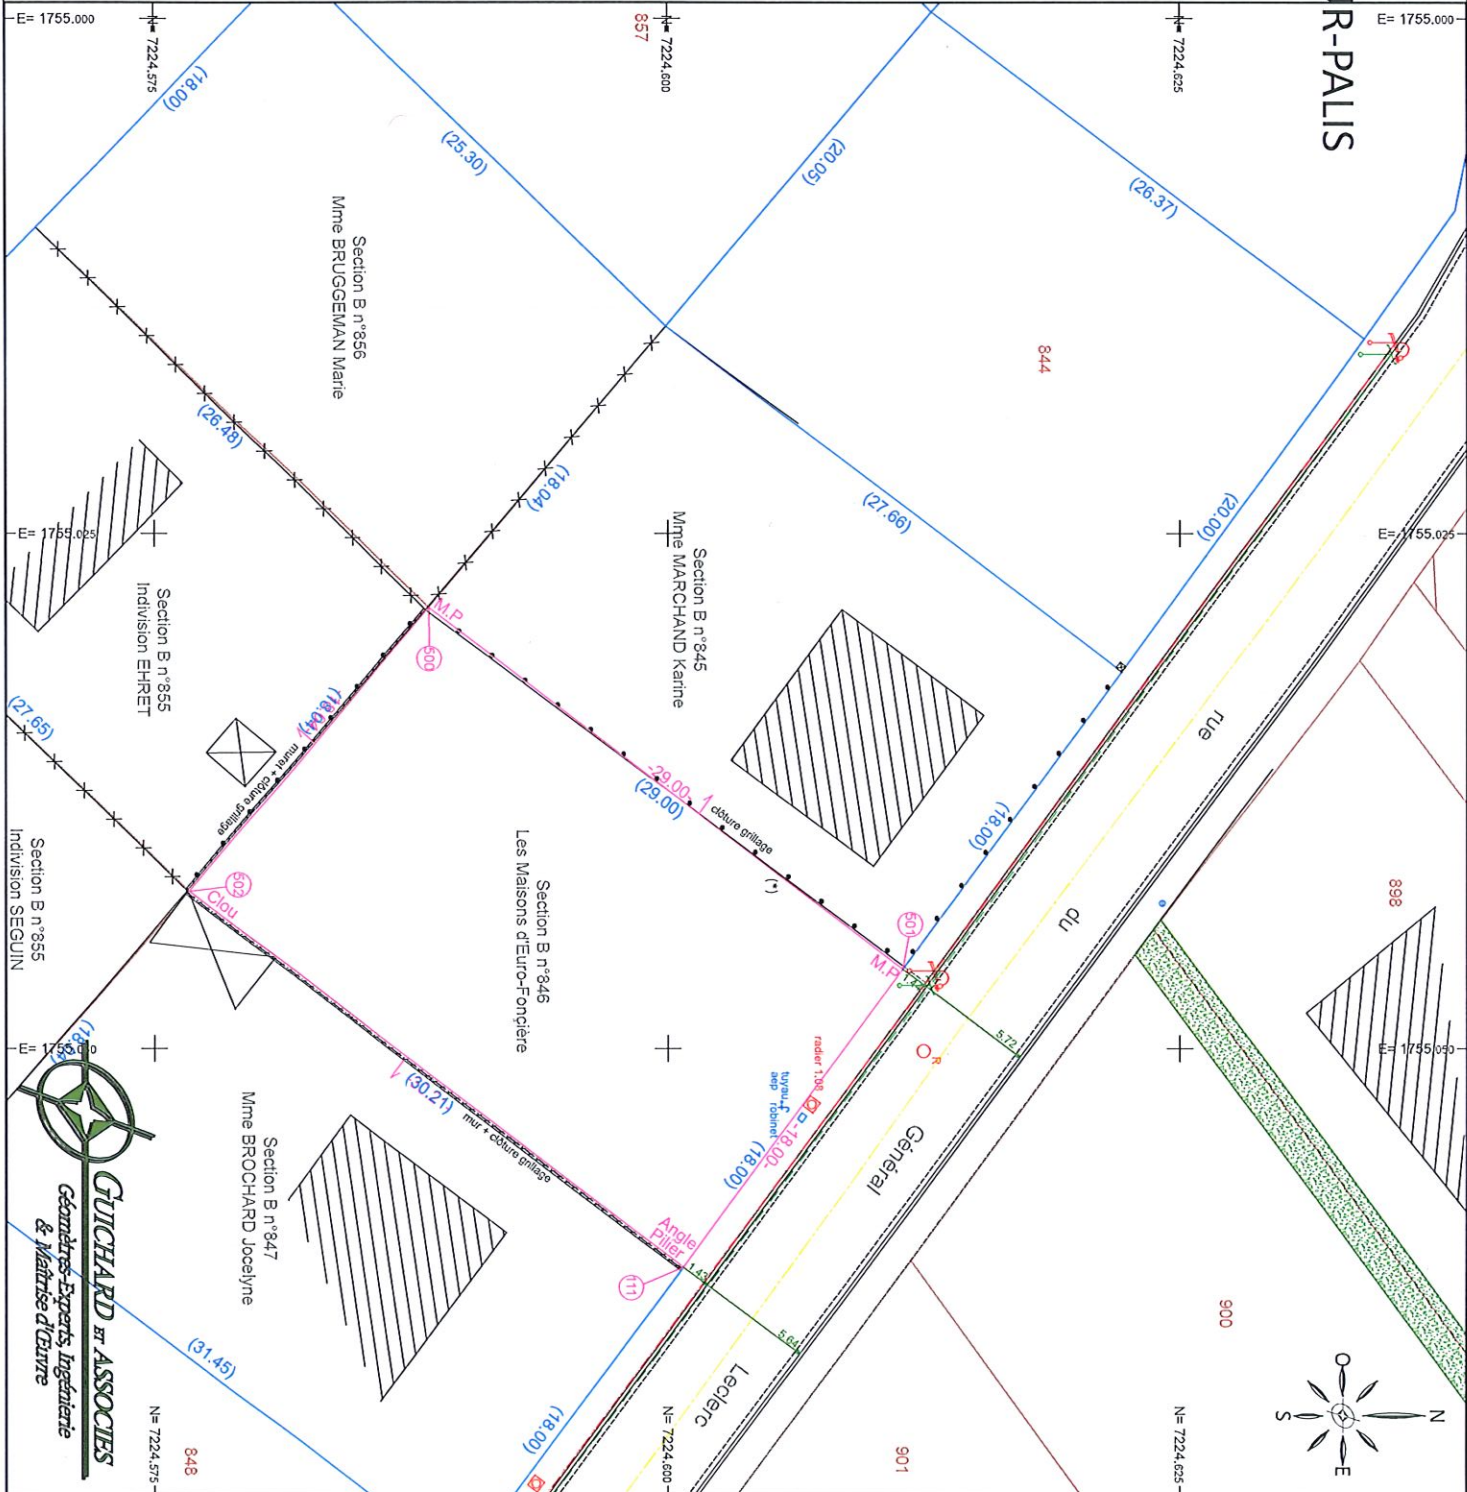 E= 1755.000
N= 7224.575
857
N= 7224.600
N= 7224.625
E= 1755.000
R-PALIS
(18.00)
(25.30)
(20.05)
(26.37)
Section B n°856
Mme BRUGGEMAN Marie
844
(26.48)
(18.04)
(27.66)
(20.00)
E= 1755.025
E= 1755.025
Section B n°845
Mme MARCHAND Karine
M.P
500
Section B n°855
Indivision EHRET
(27.65)
(18.04)
muret + clôture grillage
-29.00-
(29.00)
clôture grillage
(*)
(18.00)
rue
du
Général
Leclerc
898
502
Clou
501
M.P
Section B n°855
Indivision SEGUIN
Section B n°846
Les Maisons d'Euro-Foncière
5.72
R
E= 1755.050
radier 1.08
tuyau
aep
robinet
-18.00-
(18.00)
(30.21)
mur + clôture grillage
Section B n°847
Mme BROCHARD Jocelyne
Angle
Pilier
111
1.43
5.64
900
(31.45)
(18.00)
GUICHARD ET ASSOCIES
Géomètres-Experts, Ingénierie
& Maîtrise d'Œuvre
N= 7224.575
848
N= 7224.600
901
N= 7224.625
N
O
E
S